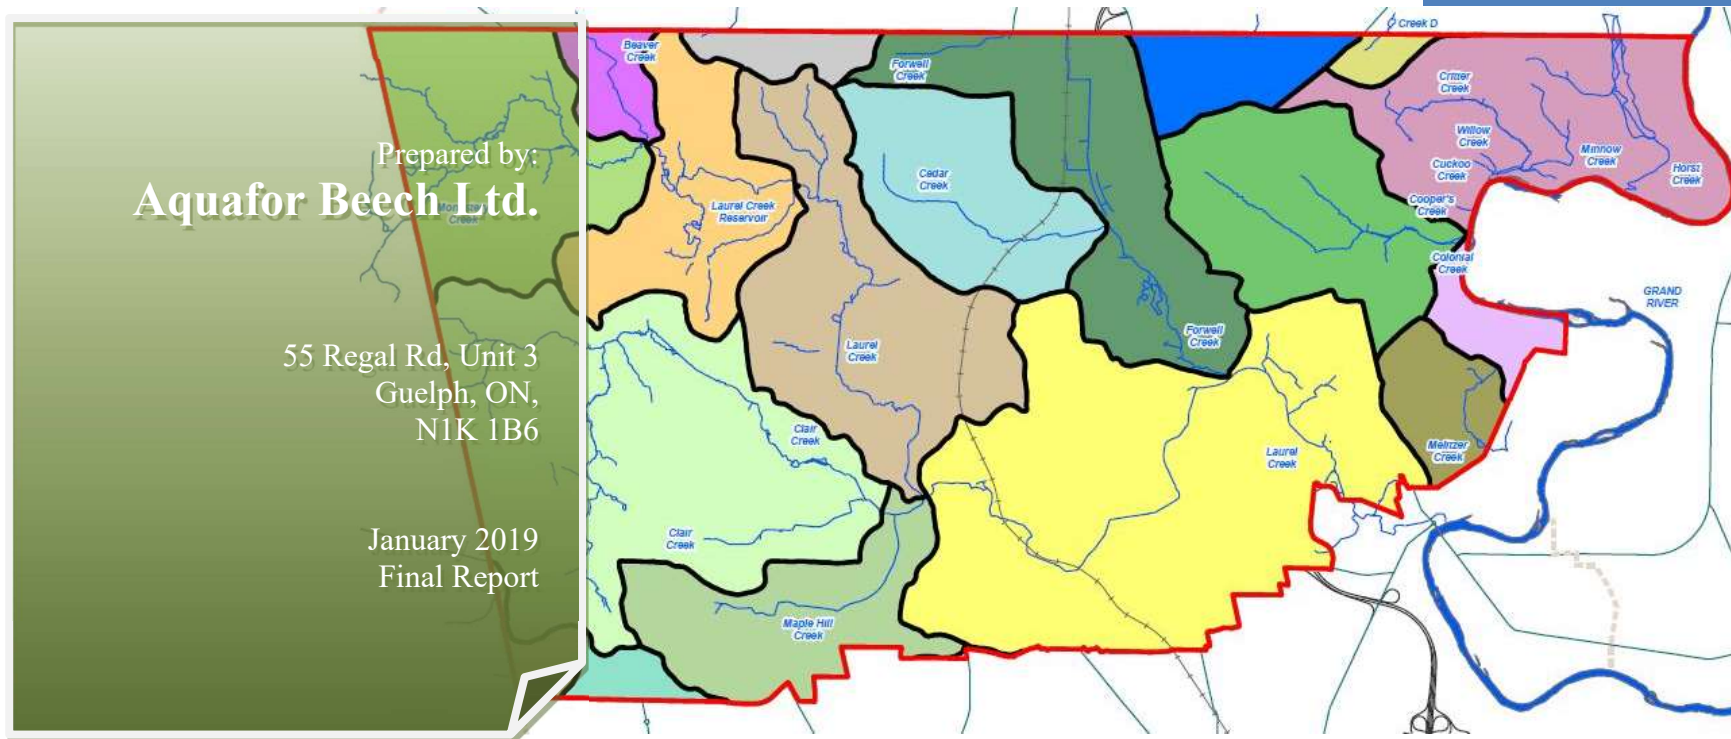 Prepared by:
Aquafor Beech Ltd.
55 Regal Rd, Unit 3
Guelph, ON,
N1K 1B6
January 2019
Final Report
Creek D
Beaver
Creek
Forwell
Creek
Critter
Creek
Willow
Creek
Cuckoo
Creek
Minnow
Creek
Horst
Creek
Cooper's
Creek
Cedar
Creek
Laurel Creek
Reservoir
Creek
Colonial
Creek
GRAND
RIVER
Laurel
Creek
Forwell
Creek
Clair
Creek
Laurel
Creek
Melitzer
Creek
Clair
Creek
Maple Hill
Creek